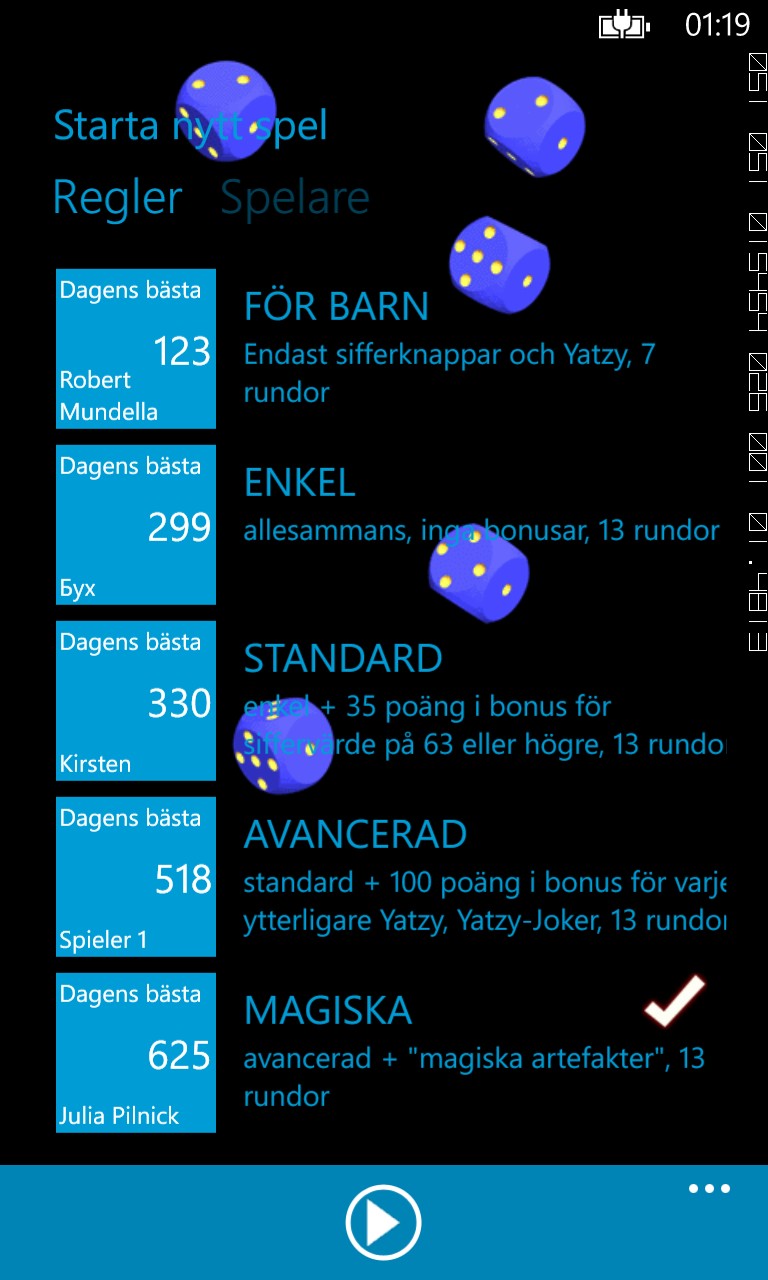 01:19
Starta nytt spel
Regler Spelare
Dagens bästa
123
Robert
Mundella
FÖR BARN
Endast sifferknappar och Yatzy, 7
rundor
Dagens bästa
299
Бух
ENKEL
allesammans, inga bonusar, 13 rundor
Dagens bästa
330
Kirsten
STANDARD
enkel + 35 poäng i bonus för
siffervärde på 63 eller högre, 13 rundor
Dagens bästa
518
Spieler 1
AVANCERAD
standard + 100 poäng i bonus för varje
ytterligare Yatzy, Yatzy-Joker, 13 rundor
Dagens bästa
625
Julia Pilnick
MAGISKA
avancerad + "magiska artefakter", 13
rundor